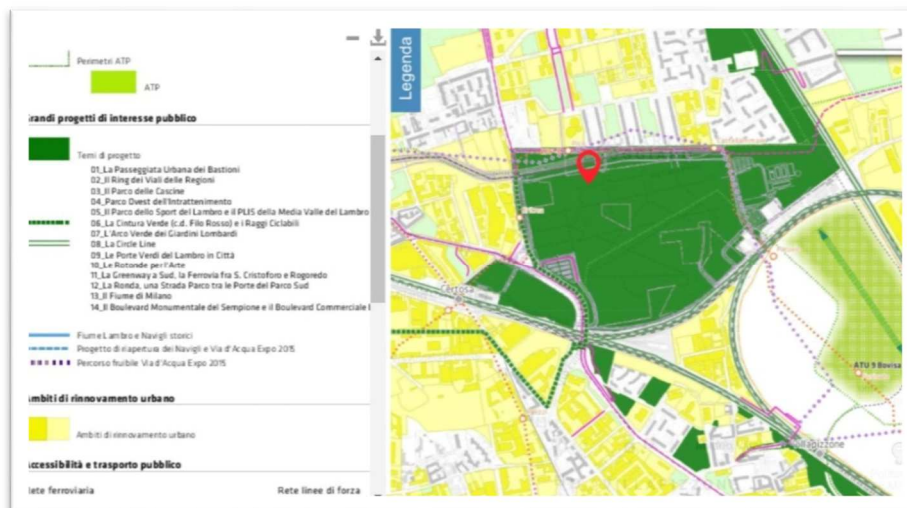 Legenda
Perimetri ATP
ATP
Grandi progetti di interesse pubblico
Temi di progetto
01_La Passeggiata Urbana dei Bastioni
02_Il Ring dei Viali delle Regioni
03_Il Parco delle Cascine
04_Parco Ovest dell'Intrattenimento
05_Il Parco dello Sport del Lambro e il PLIS della Media Valle del Lambro
06_La Cintura Verde (c.d. Filo Rosso) e i Raggi Ciclabili
07_L'Arco Verde dei Giardini Lombardi
08_La Circle Line
09_Le Porte Verdi del Lambro in Città
10_Le Rotonde per l'Arte
11_La Greenway a Sud, la Ferrovia fra S. Cristoforo e Rogoredo
12_La Ronda, una Strada Parco tra le Porte del Parco Sud
13_Il Fiume di Milano
14_Il Boulevard Monumentale del Sempione e il Boulevard Commerciale
Fiume Lambro e Navigli storici
Progetto di riapertura dei Navigli e Via d'Acqua Expo 2015
Percorso fruibile Via d'Acqua Expo 2015
Ambiti di rinnovamento urbano
Ambiti di rinnovamento urbano
Accessibilità e trasporto pubblico
Rete ferroviaria
Rete linee di forza
Certosa
ATU 9 Bovisa